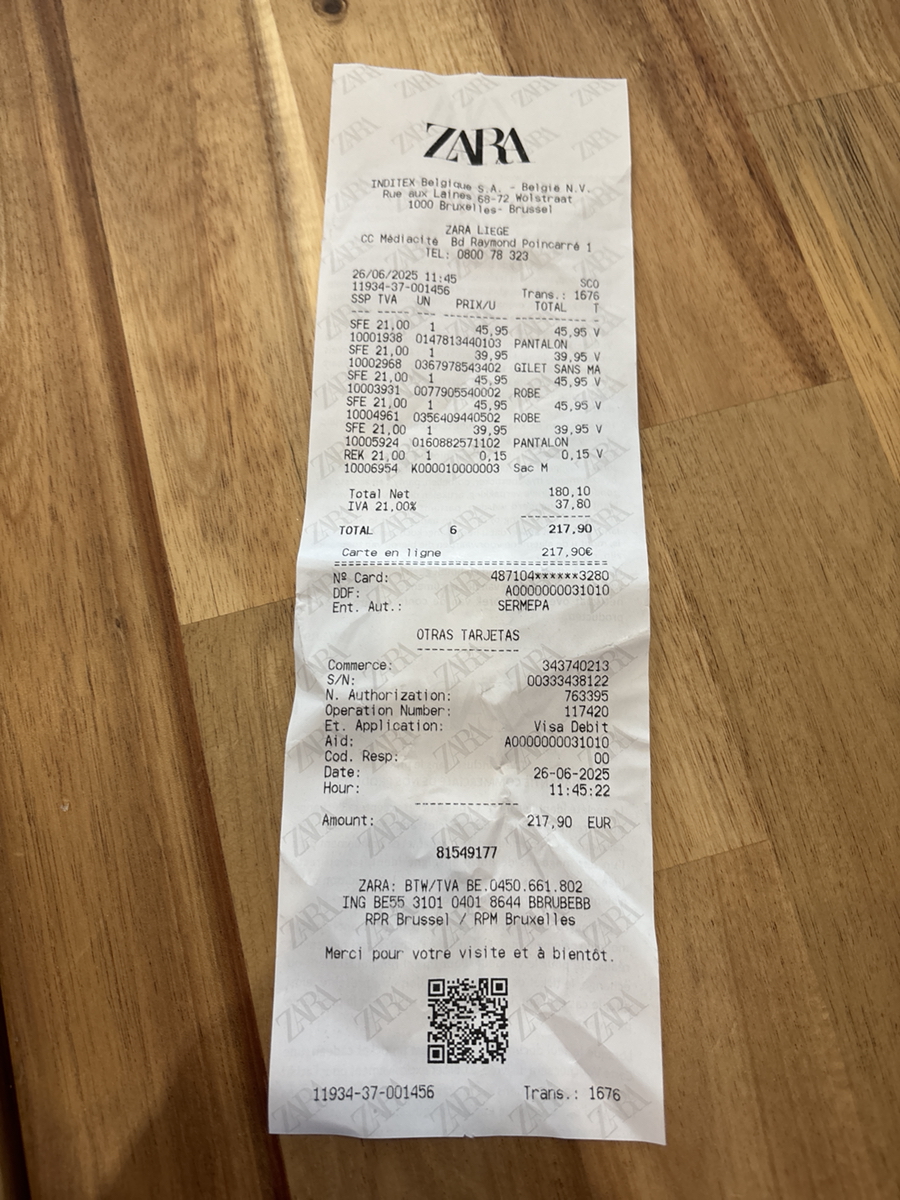 ZARA
INDITEX Belgique S.A. - Belgïe N.V.
Rue aux Laines 68-72 Wolstraat
1000 Bruxelles- Brussel
ZARA LIEGE
CC Médiacité Bd Raymond Poincarré 1
TEL: 0800 78 323
26/06/2025 11:45 SCO
11934-37-001456 Trans.: 1676
SSP TVA UN PRIX/U TOTAL T
SFE 21,00 1 45,95 45,95 V
10001938 0147813440103 PANTALON
SFE 21,00 1 39,95 39,95 V
10002968 0367978543402 GILET SANS MA
SFE 21,00 1 45,95 45,95 V
10003931 0077905540002 ROBE
SFE 21,00 1 45,95 45,95 V
10004961 0356409440502 ROBE
SFE 21,00 1 39,95 39,95 V
10005924 0160882571102 PANTALON
REK 21,00 1 0,15 0,15 V
10006954 K000010000003 Sac M
Total Net 180,10
IVA 21,00% 37,80
TOTAL 6 217,90
Carte en ligne 217,90€
Nº Card: 487104******3280
DDF: A0000000031010
Ent. Aut.: SERMEPA
OTRAS TARJETAS
Commerce: 343740213
S/N: 00333438122
N. Authorization: 763395
Operation Number: 117420
Et. Application: Visa Debit
Aid: A0000000031010
Cod. Resp: 00
Date: 26-06-2025
Hour: 11:45:22
Amount: 217,90 EUR
81549177
ZARA: BTW/TVA BE.0450.661.802
ING BE55 3101 0401 8644 BBRUBEBB
RPR Brussel / RPM Bruxelles
Merci pour votre visite et à bientôt.
11934-37-001456 Trans.: 1676